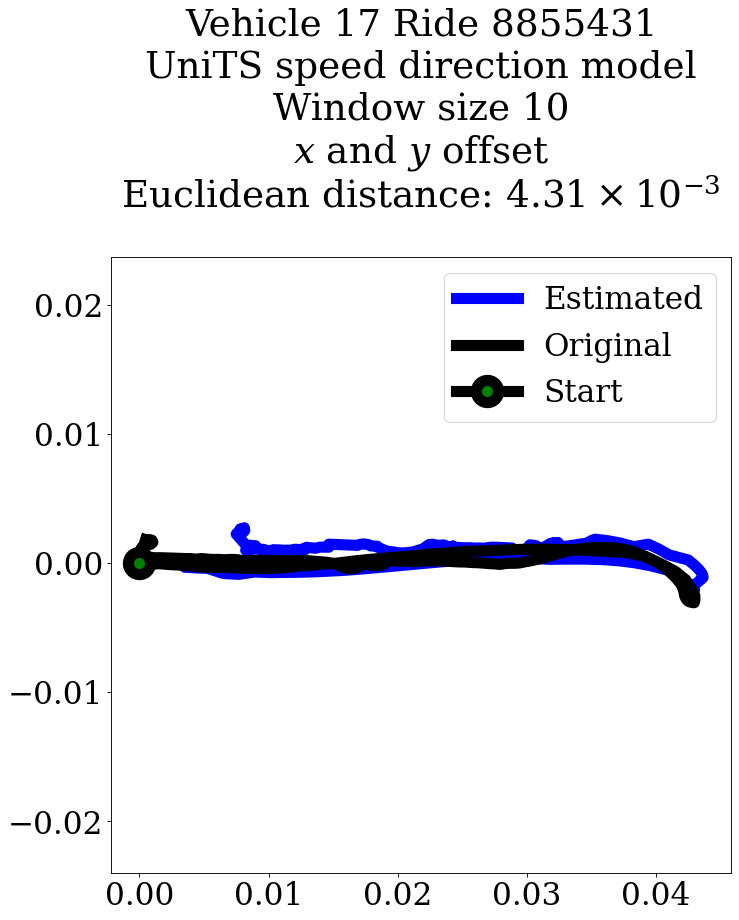 Vehicle 17 Ride 8855431
UniTS speed direction model
Window size 10
x and y offset
Euclidean distance: 4.31 × 10⁻³
Estimated
Original
Start
0.02
0.01
0.00
−0.01
−0.02
0.00 0.01 0.02 0.03 0.04